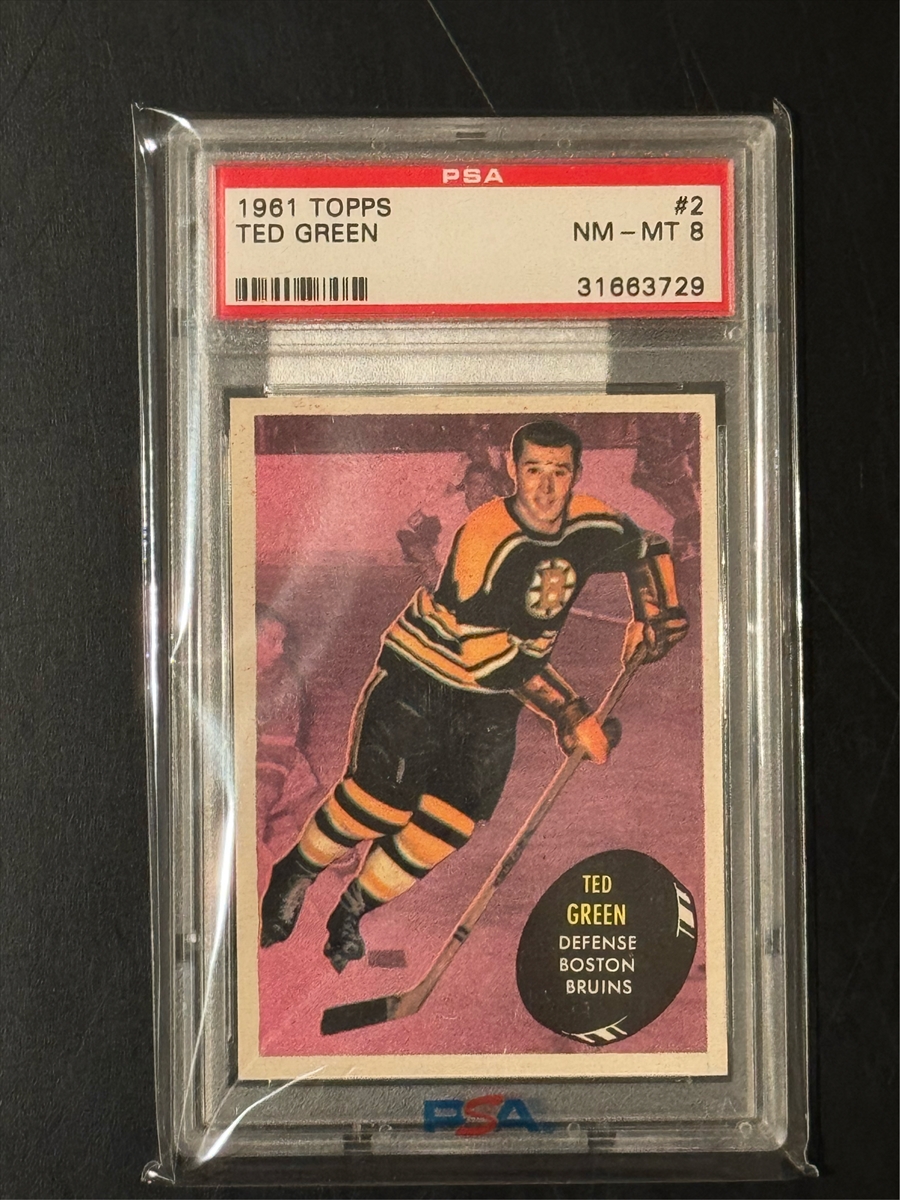 PSA
1961 TOPPS #2
TED GREEN NM - MT 8
31663729
B
TED
GREEN
DEFENSE
BOSTON
BRUINS
PSA